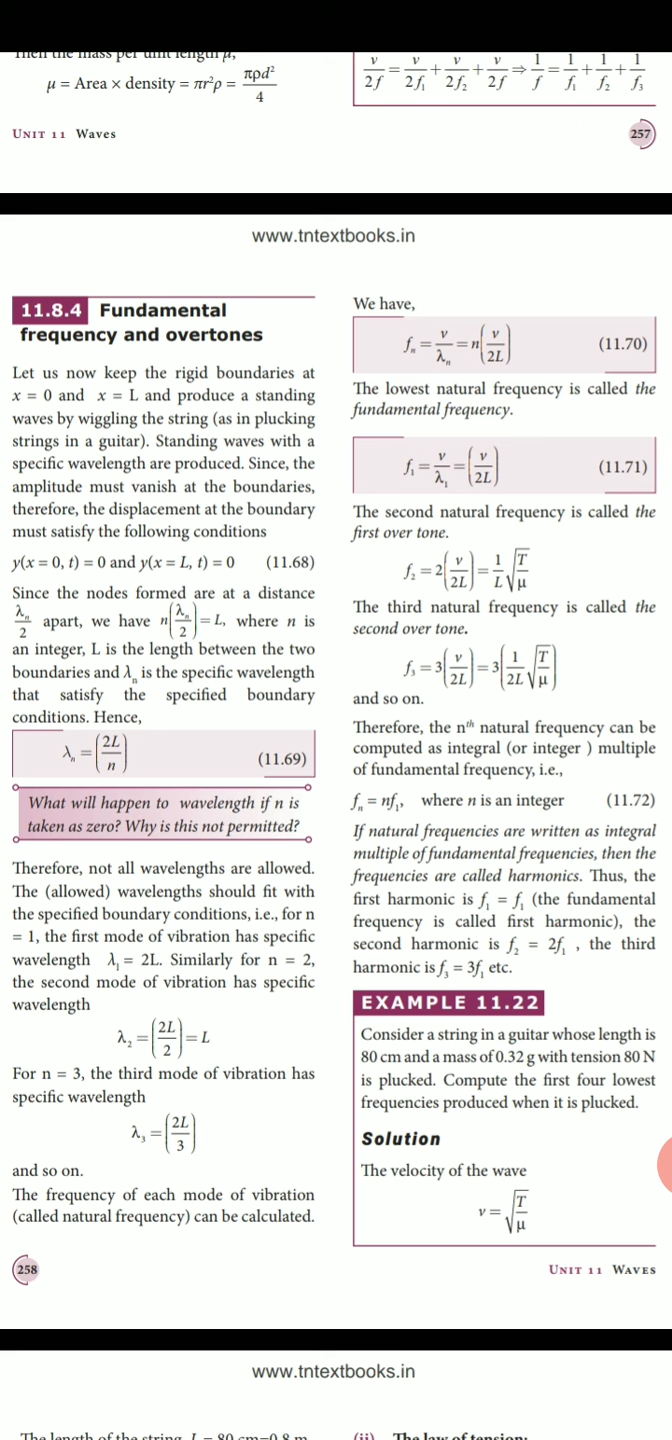 Then the mass per unit length μ,
μ = Area × density = πr²ρ = πρd²/4
v/2f = v/2f₁ + v/2f₂ + v/2f ⇒ 1/f = 1/f₁ + 1/f₂ + 1/f₃
UNIT 11 WAVES
257
www.tntextbooks.in
11.8.4 Fundamental
frequency and overtones
Let us now keep the rigid boundaries at
x = 0 and x = L and produce a standing
waves by wiggling the string (as in plucking
strings in a guitar). Standing waves with a
specific wavelength are produced. Since, the
amplitude must vanish at the boundaries,
therefore, the displacement at the boundary
must satisfy the following conditions
y(x = 0, t) = 0 and y(x = L, t) = 0 (11.68)
Since the nodes formed are at a distance
λₙ/2 apart, we have n(λₙ/2) = L, where n is
an integer, L is the length between the two
boundaries and λₙ is the specific wavelength
that satisfy the specified boundary
conditions. Hence,
λₙ = (2L/n) (11.69)
What will happen to wavelength if n is
taken as zero? Why is this not permitted?
Therefore, not all wavelengths are allowed.
The (allowed) wavelengths should fit with
the specified boundary conditions, i.e., for n
= 1, the first mode of vibration has specific
wavelength λ₁ = 2L. Similarly for n = 2,
the second mode of vibration has specific
wavelength
λ₂ = (2L/2) = L
For n = 3, the third mode of vibration has
specific wavelength
λ₃ = (2L/3)
and so on.
The frequency of each mode of vibration
(called natural frequency) can be calculated.
We have,
fₙ = v/λₙ = n(v/2L) (11.70)
The lowest natural frequency is called the
fundamental frequency.
f₁ = v/λ₁ = (v/2L) (11.71)
The second natural frequency is called the
first over tone.
f₂ = 2(v/2L) = 1/L √(T/μ)
The third natural frequency is called the
second over tone.
f₃ = 3(v/2L) = 3(1/2L √(T/μ))
and so on.
Therefore, the nᵗʰ natural frequency can be
computed as integral (or integer ) multiple
of fundamental frequency, i.e.,
fₙ = nf₁, where n is an integer (11.72)
If natural frequencies are written as integral
multiple of fundamental frequencies, then the
frequencies are called harmonics. Thus, the
first harmonic is f₁ = f₁ (the fundamental
frequency is called first harmonic), the
second harmonic is f₂ = 2f₁ , the third
harmonic is f₃ = 3f₁ etc.
EXAMPLE 11.22
Consider a string in a guitar whose length is
80 cm and a mass of 0.32 g with tension 80 N
is plucked. Compute the first four lowest
frequencies produced when it is plucked.
Solution
The velocity of the wave
v = √(T/μ)
258
UNIT 11 WAVES
www.tntextbooks.in
The length of the string, L = 80 cm=0.8 m
(ii) The law of tension: